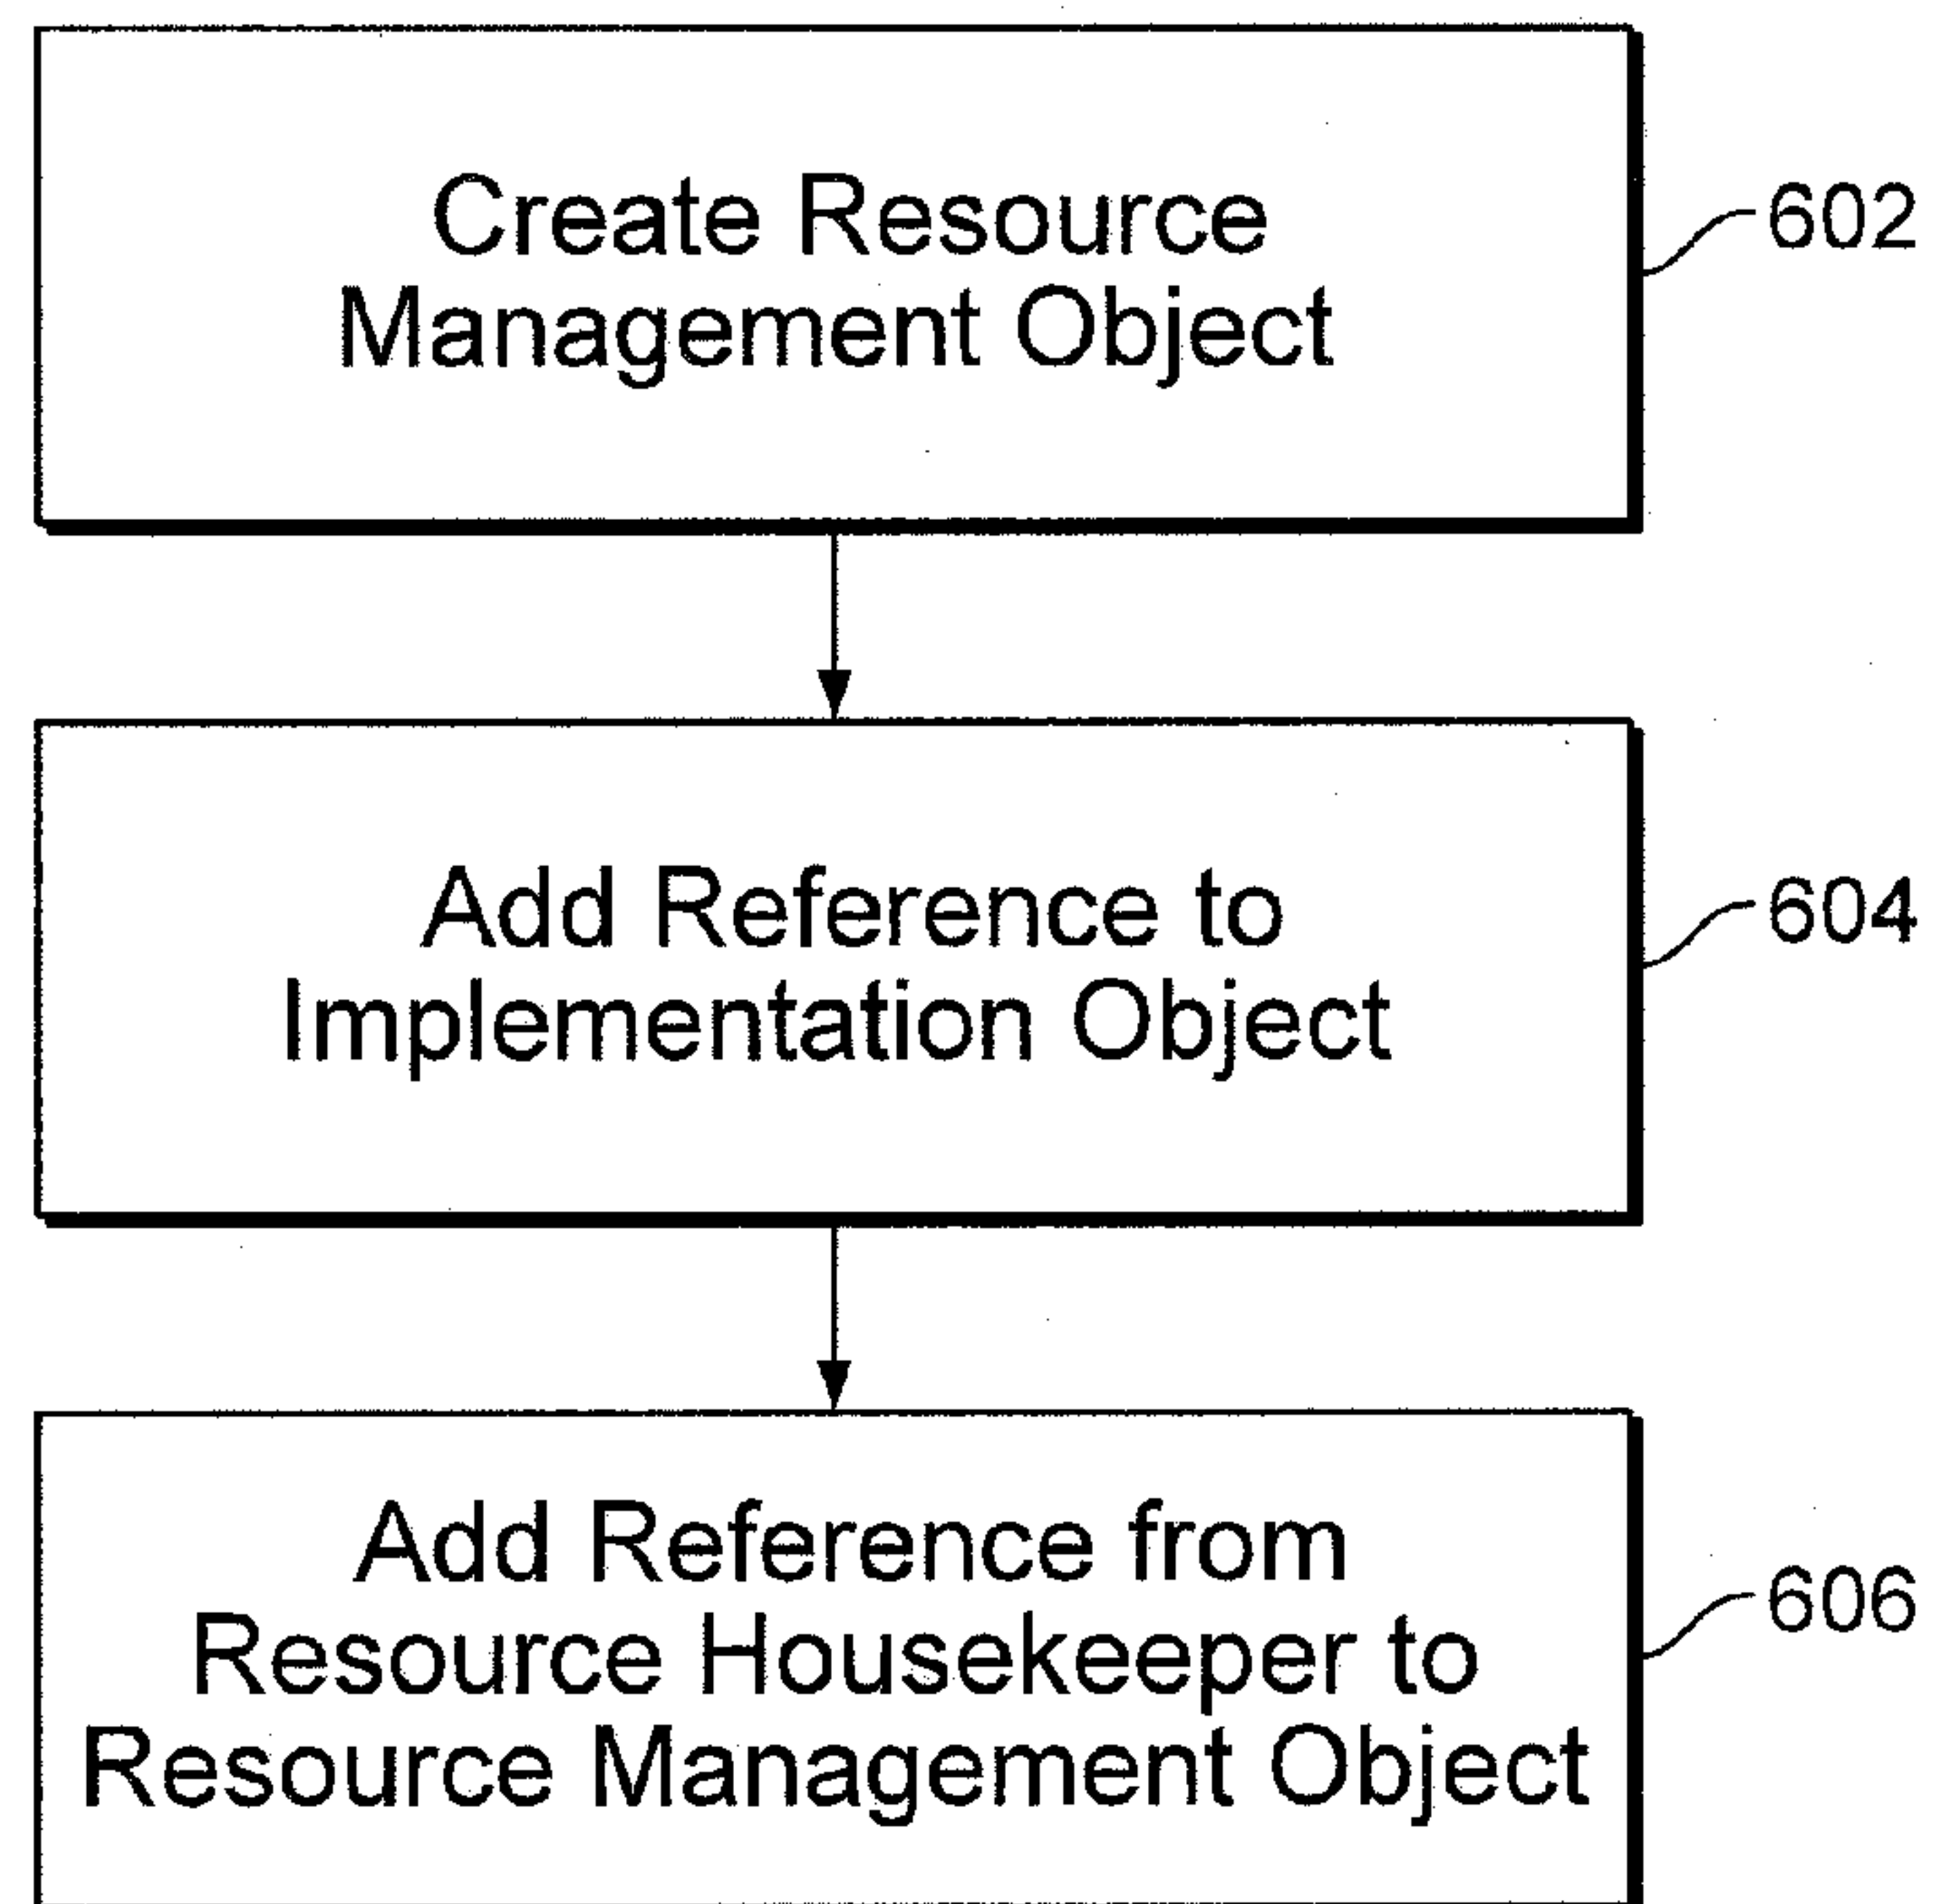 Create Resource
Management Object
602
Add Reference to
Implementation Object
604
Add Reference from
Resource Housekeeper to
Resource Management Object
606